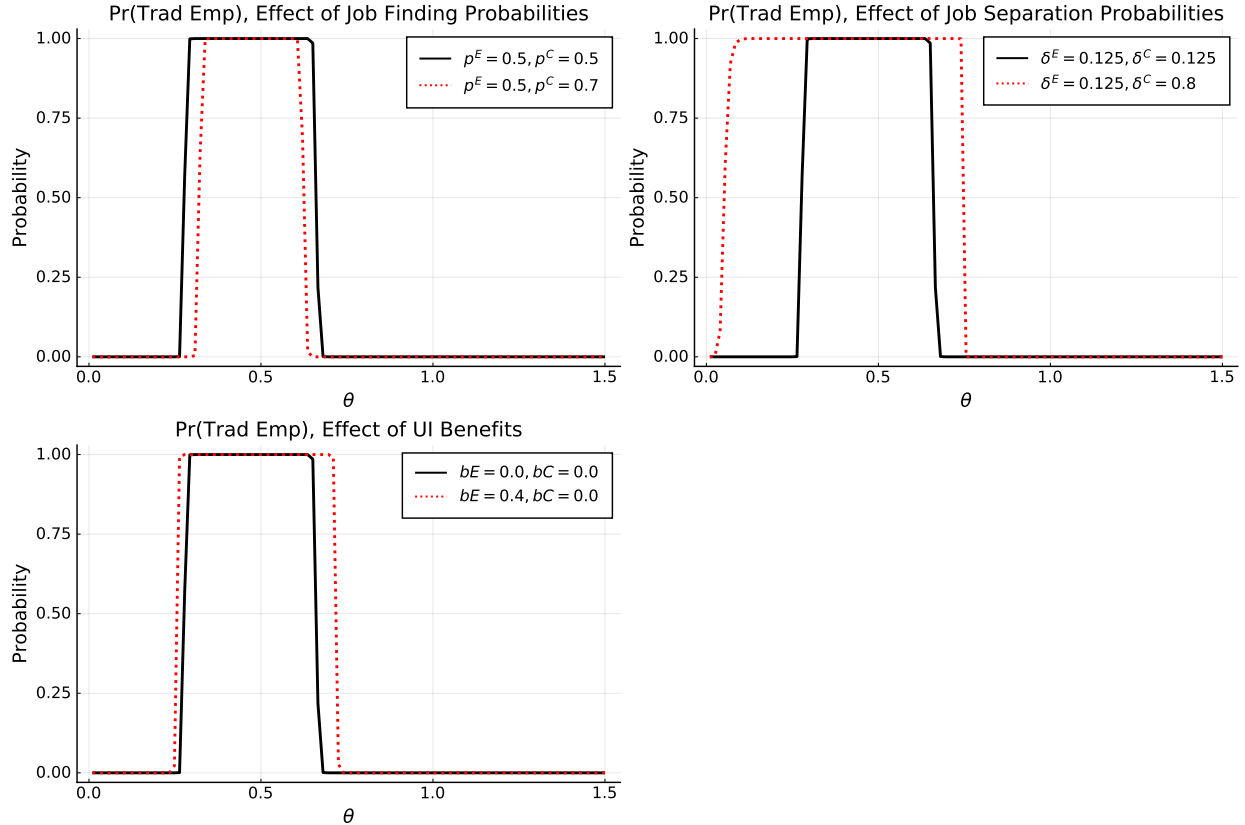 Pr(Trad Emp), Effect of Job Finding Probabilities
1.00
0.75
0.50
0.25
0.00
Probability
0.0
0.5
1.0
1.5
θ
p^E = 0.5, p^C = 0.5
p^E = 0.5, p^C = 0.7
Pr(Trad Emp), Effect of Job Separation Probabilities
1.00
0.75
0.50
0.25
0.00
Probability
0.0
0.5
1.0
1.5
θ
δ^E = 0.125, δ^C = 0.125
δ^E = 0.125, δ^C = 0.8
Pr(Trad Emp), Effect of UI Benefits
1.00
0.75
0.50
0.25
0.00
Probability
0.0
0.5
1.0
1.5
θ
bE = 0.0, bC = 0.0
bE = 0.4, bC = 0.0